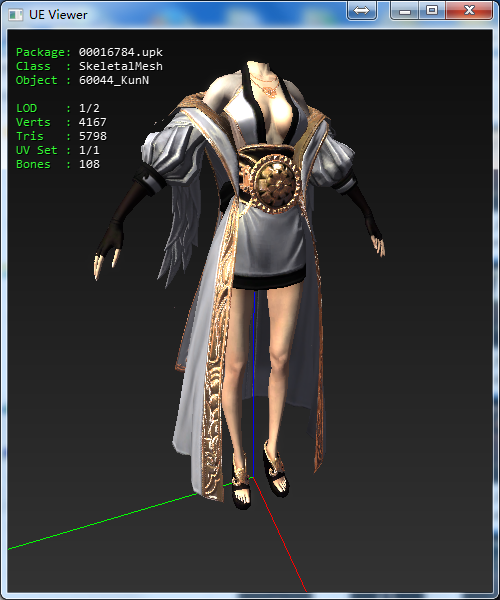 UE Viewer
Package: 00016784.upk
Class  : SkeletalMesh
Object : 60044_KunN
LOD    : 1/2
Verts  : 4167
Tris   : 5798
UV Set : 1/1
Bones  : 108